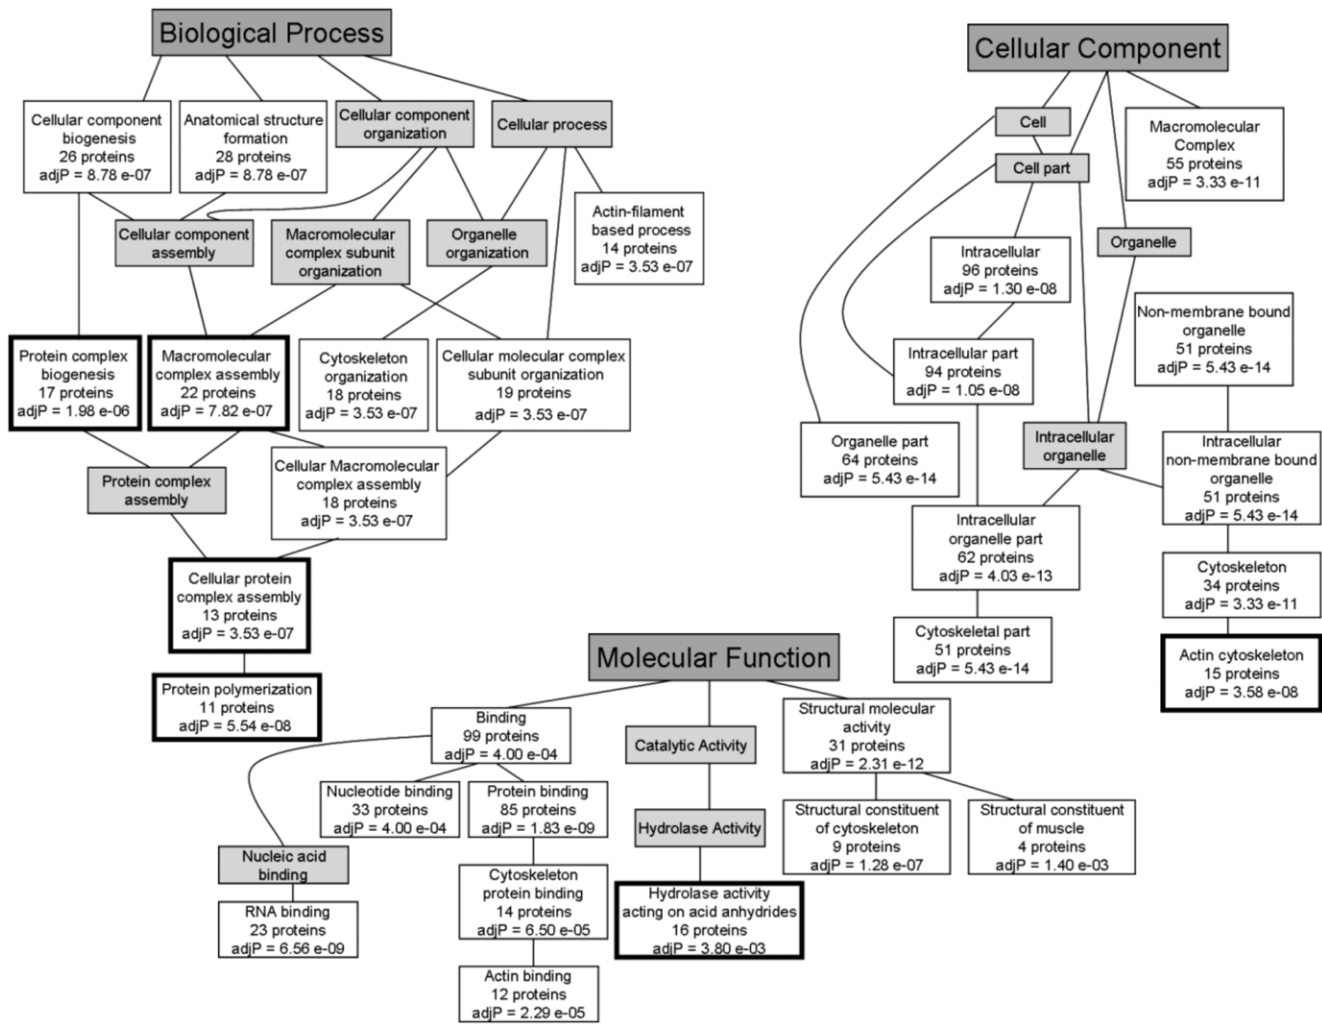 Biological Process
Cellular component
biogenesis
26 proteins
adjP = 8.78 e-07
Anatomical structure
formation
28 proteins
adjP = 8.78 e-07
Cellular component
organization
Cellular process
Cellular component
assembly
Macromolecular
complex subunit
organization
Organelle
organization
Actin-filament
based process
14 proteins
adjP = 3.53 e-07
Protein complex
biogenesis
17 proteins
adjP = 1.98 e-06
Macromolecular
complex assembly
22 proteins
adjP = 7.82 e-07
Cytoskeleton
organization
18 proteins
adjP = 3.53 e-07
Cellular molecular complex
subunit organization
19 proteins
adjP = 3.53 e-07
Protein complex
assembly
Cellular Macromolecular
complex assembly
18 proteins
adjP = 3.53 e-07
Cellular protein
complex assembly
13 proteins
adjP = 3.53 e-07
Protein polymerization
11 proteins
adjP = 5.54 e-08
Cellular Component
Cell
Cell part
Macromolecular
Complex
55 proteins
adjP = 3.33 e-11
Organelle
Intracellular
96 proteins
adjP = 1.30 e-08
Non-membrane bound
organelle
51 proteins
adjP = 5.43 e-14
Intracellular part
94 proteins
adjP = 1.05 e-08
Organelle part
64 proteins
adjP = 5.43 e-14
Intracellular
organelle
Intracellular
non-membrane bound
organelle
51 proteins
adjP = 5.43 e-14
Intracellular
organelle part
62 proteins
adjP = 4.03 e-13
Cytoskeleton
34 proteins
adjP = 3.33 e-11
Cytoskeletal part
51 proteins
adjP = 5.43 e-14
Actin cytoskeleton
15 proteins
adjP = 3.58 e-08
Molecular Function
Binding
99 proteins
adjP = 4.00 e-04
Catalytic Activity
Structural molecular
activity
31 proteins
adjP = 2.31 e-12
Nucleotide binding
33 proteins
adjP = 4.00 e-04
Protein binding
85 proteins
adjP = 1.83 e-09
Hydrolase Activity
Structural constituent
of cytoskeleton
9 proteins
adjP = 1.28 e-07
Structural constituent
of muscle
4 proteins
adjP = 1.40 e-03
Nucleic acid
binding
RNA binding
23 proteins
adjP = 6.56 e-09
Cytoskeleton
protein binding
14 proteins
adjP = 6.50 e-05
Hydrolase activity
acting on acid anhydrides
16 proteins
adjP = 3.80 e-03
Actin binding
12 proteins
adjP = 2.29 e-05